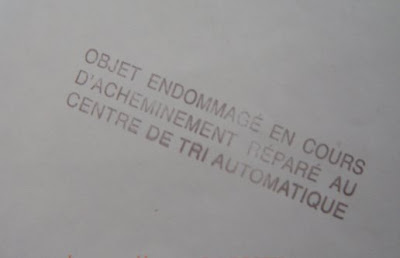 OBJET ENDOMMAGÉ EN COURS
D'ACHEMINEMENT RÉPARÉ AU
CENTRE DE TRI AUTOMATIQUE